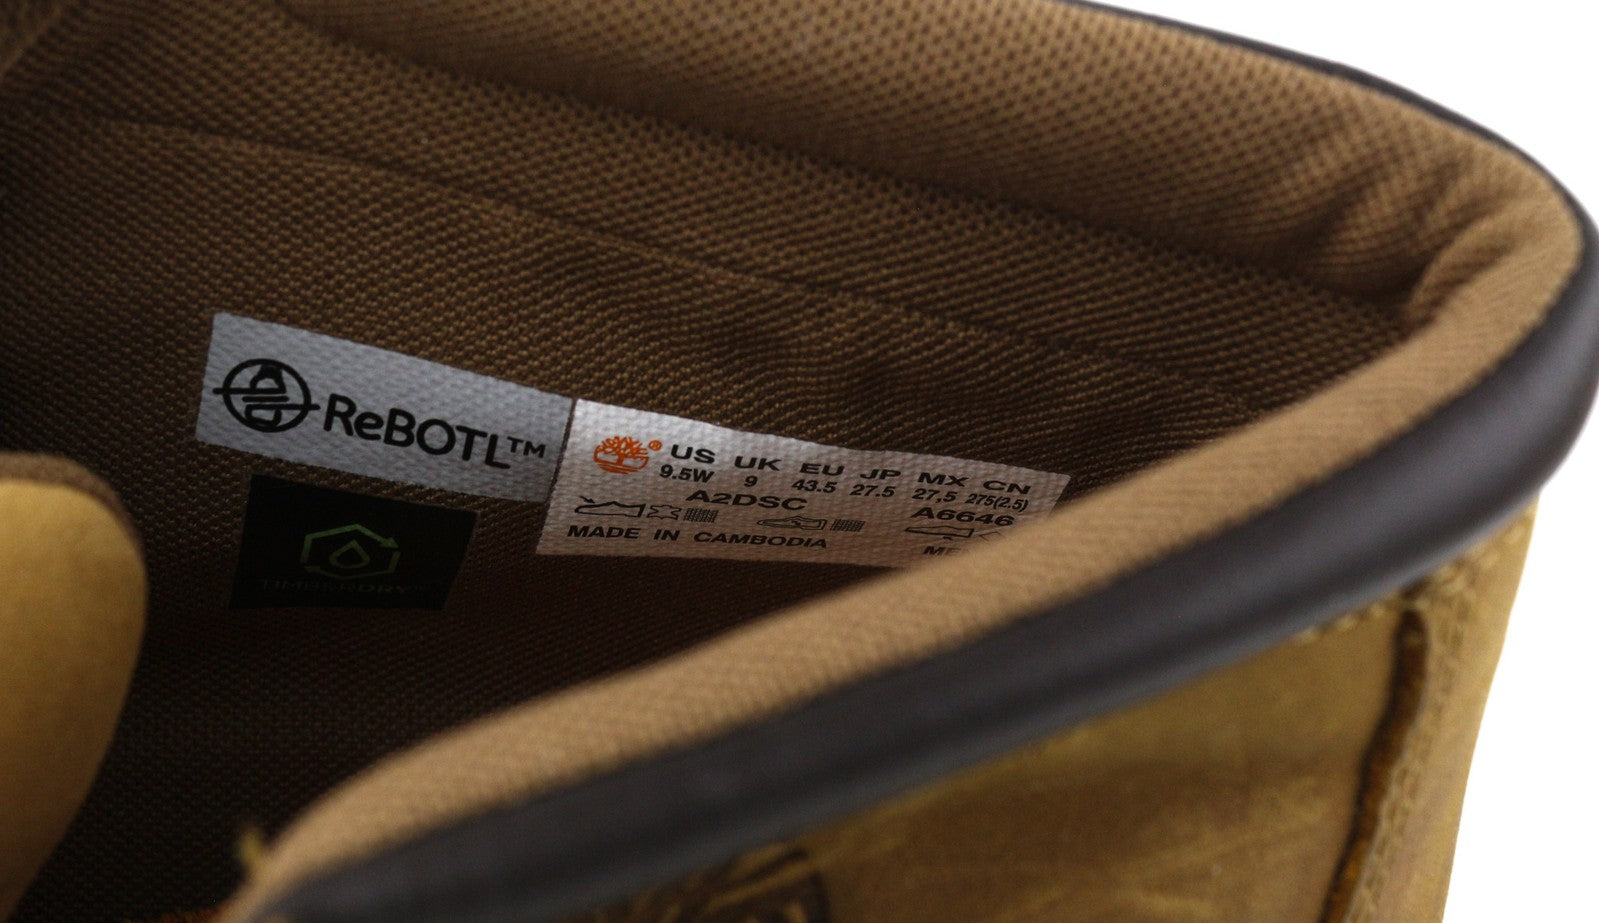 ReBOTL™
US UK EU JP MX CN
9.5W 9 43.5 27.5 27,5 275(2.5)
A2DSC A6646
MADE IN CAMBODIA
TIMBERDRY